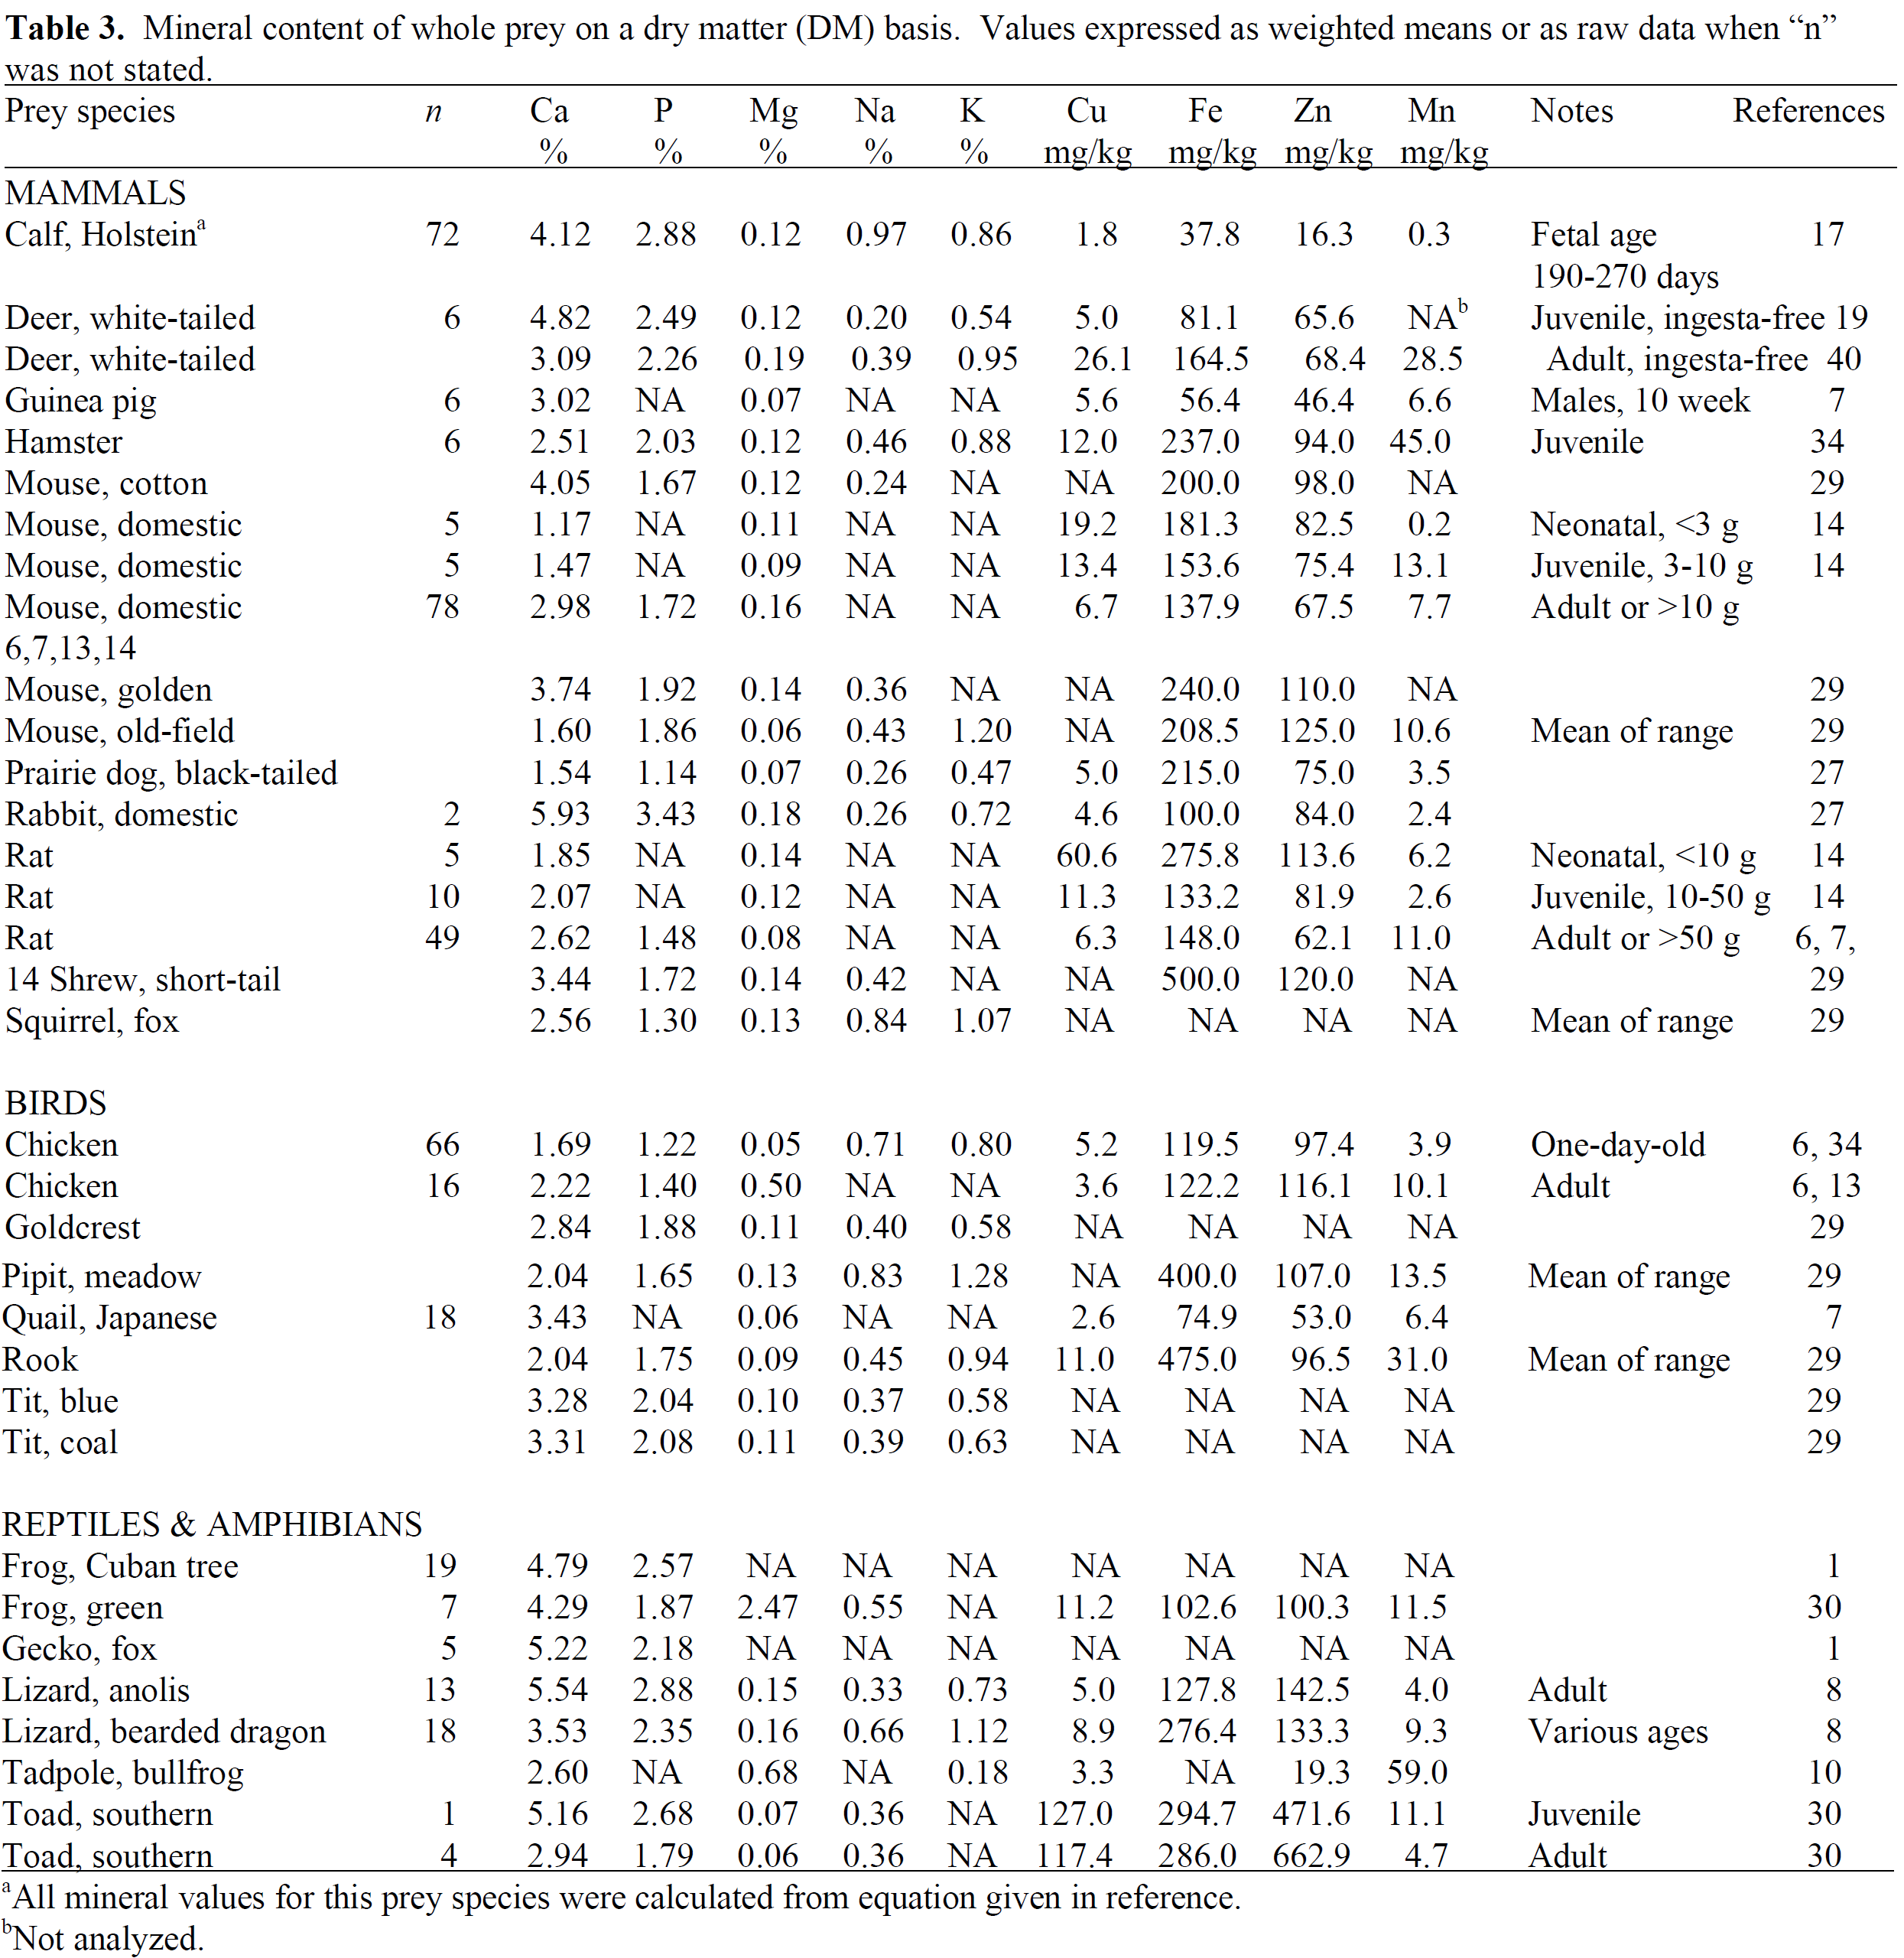 Table 3. Mineral content of whole prey on a dry matter (DM) basis. Values expressed as weighted means or as raw data when “n”
was not stated.
Prey species n Ca P Mg Na K Cu Fe Zn Mn Notes References
% % % % % mg/kg mg/kg mg/kg mg/kg
MAMMALS
Calf, Holsteina 72 4.12 2.88 0.12 0.97 0.86 1.8 37.8 16.3 0.3 Fetal age 17
190-270 days
Deer, white-tailed 6 4.82 2.49 0.12 0.20 0.54 5.0 81.1 65.6 NAb Juvenile, ingesta-free 19
Deer, white-tailed 3.09 2.26 0.19 0.39 0.95 26.1 164.5 68.4 28.5 Adult, ingesta-free 40
Guinea pig 6 3.02 NA 0.07 NA NA 5.6 56.4 46.4 6.6 Males, 10 week 7
Hamster 6 2.51 2.03 0.12 0.46 0.88 12.0 237.0 94.0 45.0 Juvenile 34
Mouse, cotton 4.05 1.67 0.12 0.24 NA NA 200.0 98.0 NA 29
Mouse, domestic 5 1.17 NA 0.11 NA NA 19.2 181.3 82.5 0.2 Neonatal, <3 g 14
Mouse, domestic 5 1.47 NA 0.09 NA NA 13.4 153.6 75.4 13.1 Juvenile, 3-10 g 14
Mouse, domestic 78 2.98 1.72 0.16 NA NA 6.7 137.9 67.5 7.7 Adult or >10 g
6,7,13,14
Mouse, golden 3.74 1.92 0.14 0.36 NA NA 240.0 110.0 NA 29
Mouse, old-field 1.60 1.86 0.06 0.43 1.20 NA 208.5 125.0 10.6 Mean of range 29
Prairie dog, black-tailed 1.54 1.14 0.07 0.26 0.47 5.0 215.0 75.0 3.5 27
Rabbit, domestic 2 5.93 3.43 0.18 0.26 0.72 4.6 100.0 84.0 2.4 27
Rat 5 1.85 NA 0.14 NA NA 60.6 275.8 113.6 6.2 Neonatal, <10 g 14
Rat 10 2.07 NA 0.12 NA NA 11.3 133.2 81.9 2.6 Juvenile, 10-50 g 14
Rat 49 2.62 1.48 0.08 NA NA 6.3 148.0 62.1 11.0 Adult or >50 g 6, 7,
14 Shrew, short-tail 3.44 1.72 0.14 0.42 NA NA 500.0 120.0 NA 29
Squirrel, fox 2.56 1.30 0.13 0.84 1.07 NA NA NA NA Mean of range 29
BIRDS
Chicken 66 1.69 1.22 0.05 0.71 0.80 5.2 119.5 97.4 3.9 One-day-old 6, 34
Chicken 16 2.22 1.40 0.50 NA NA 3.6 122.2 116.1 10.1 Adult 6, 13
Goldcrest 2.84 1.88 0.11 0.40 0.58 NA NA NA NA 29
Pipit, meadow 2.04 1.65 0.13 0.83 1.28 NA 400.0 107.0 13.5 Mean of range 29
Quail, Japanese 18 3.43 NA 0.06 NA NA 2.6 74.9 53.0 6.4 7
Rook 2.04 1.75 0.09 0.45 0.94 11.0 475.0 96.5 31.0 Mean of range 29
Tit, blue 3.28 2.04 0.10 0.37 0.58 NA NA NA NA 29
Tit, coal 3.31 2.08 0.11 0.39 0.63 NA NA NA NA 29
REPTILES & AMPHIBIANS
Frog, Cuban tree 19 4.79 2.57 NA NA NA NA NA NA NA 1
Frog, green 7 4.29 1.87 2.47 0.55 NA 11.2 102.6 100.3 11.5 30
Gecko, fox 5 5.22 2.18 NA NA NA NA NA NA NA 1
Lizard, anolis 13 5.54 2.88 0.15 0.33 0.73 5.0 127.8 142.5 4.0 Adult 8
Lizard, bearded dragon 18 3.53 2.35 0.16 0.66 1.12 8.9 276.4 133.3 9.3 Various ages 8
Tadpole, bullfrog 2.60 NA 0.68 NA 0.18 3.3 NA 19.3 59.0 10
Toad, southern 1 5.16 2.68 0.07 0.36 NA 127.0 294.7 471.6 11.1 Juvenile 30
Toad, southern 4 2.94 1.79 0.06 0.36 NA 117.4 286.0 662.9 4.7 Adult 30
aAll mineral values for this prey species were calculated from equation given in reference.
bNot analyzed.